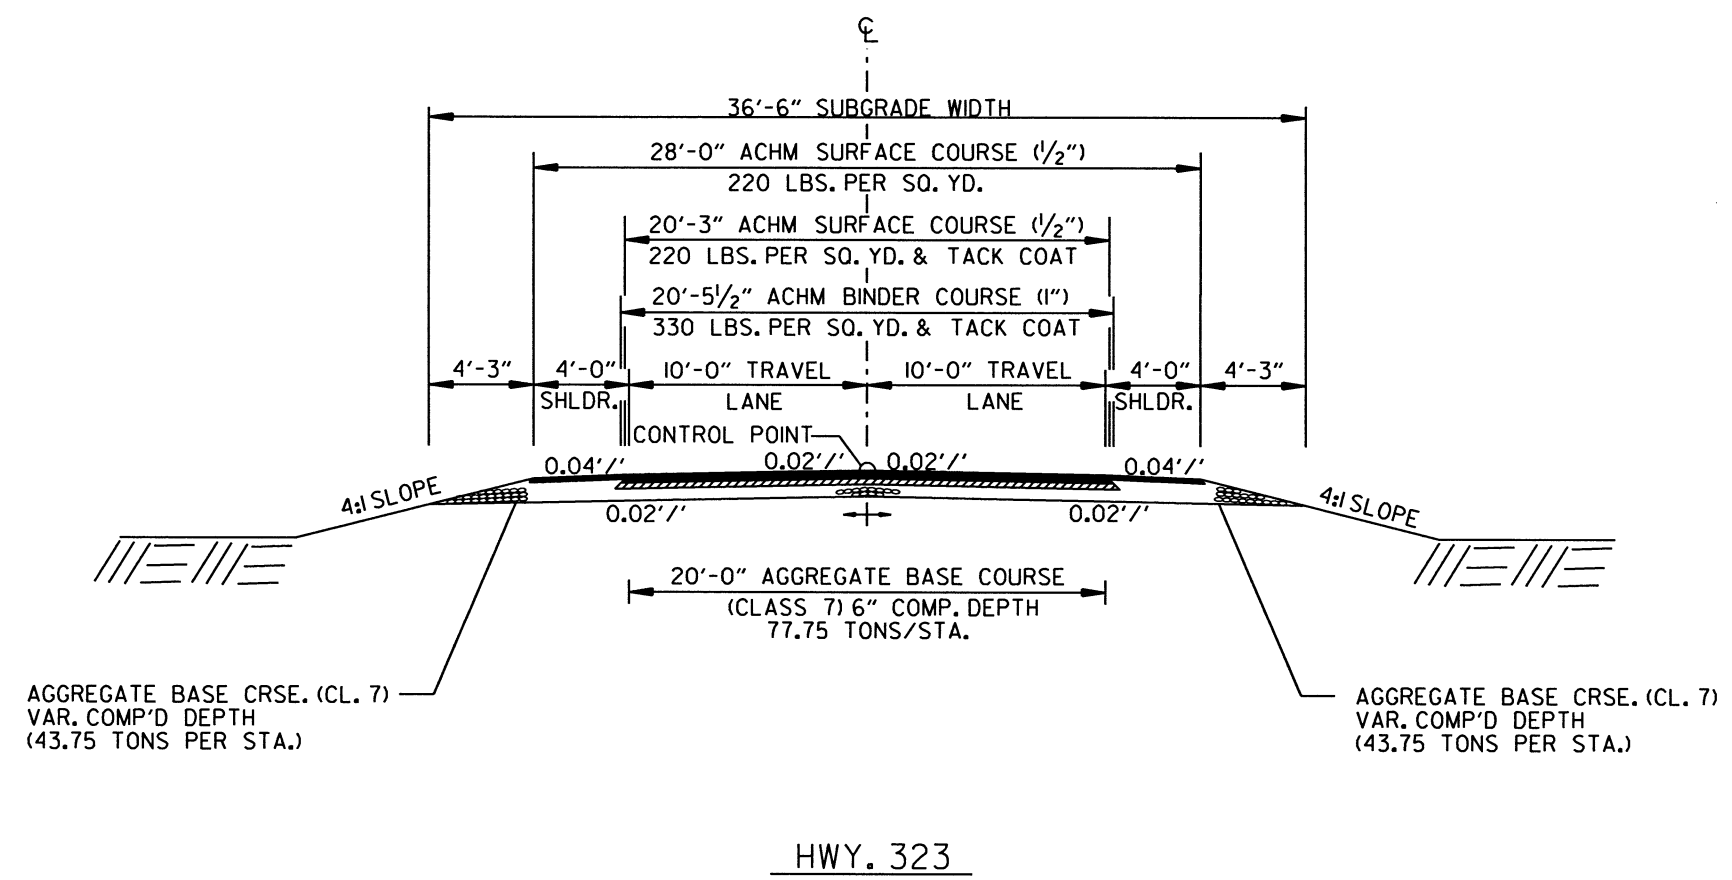 ℄
36'-6" SUBGRADE WIDTH
28'-0" ACHM SURFACE COURSE (1/2")
220 LBS. PER SQ. YD.
20'-3" ACHM SURFACE COURSE (1/2")
220 LBS. PER SQ. YD. & TACK COAT
20'-5 1/2" ACHM BINDER COURSE (1")
330 LBS. PER SQ. YD. & TACK COAT
4'-3" 4'-0" 10'-0" TRAVEL 10'-0" TRAVEL 4'-0" 4'-3"
SHLDR. LANE LANE SHLDR.
CONTROL POINT
0.04'/' 0.02'/' 0.02'/' 0.04'/'
4:1 SLOPE 4:1 SLOPE
0.02'/' 0.02'/'
20'-0" AGGREGATE BASE COURSE
(CLASS 7) 6" COMP. DEPTH
77.75 TONS/STA.
AGGREGATE BASE CRSE. (CL. 7)
VAR. COMP'D DEPTH
(43.75 TONS PER STA.)
AGGREGATE BASE CRSE. (CL. 7)
VAR. COMP'D DEPTH
(43.75 TONS PER STA.)
HWY. 323